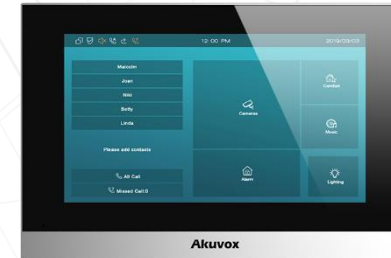 12:00 PM
2019/03/03
Malcolm
Joan
Nilo
Betty
Linda
Please add contacts
All Call
Missed Call:0
Cameras
Alarm
Comfort
Music
Lighting
Akuvox